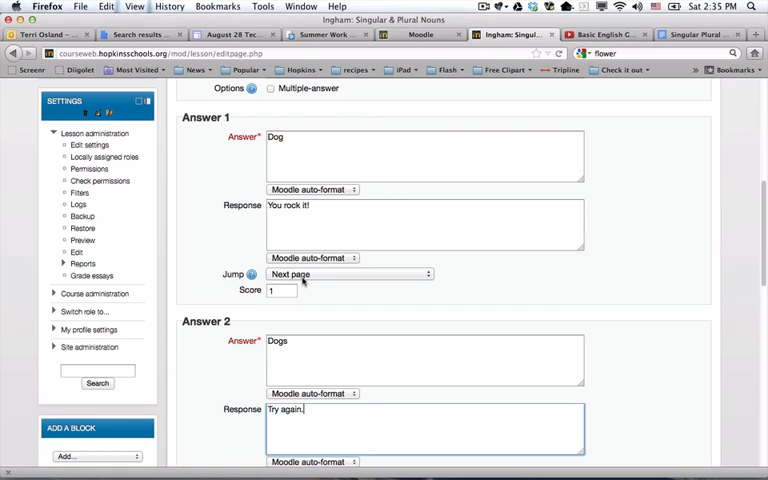 Firefox File Edit View History Bookmarks Tools Window Help Sat 2:35 PM
Ingham: Singular & Plural Nouns
Terri Osland – Search results August 28 Tec Summer Work Moodle Ingham: Singul... Basic English G Singular Plural
courseweb.hopkinsschools.org/mod/lesson/editpage.php flower
Screenr Diigolet Most Visited News Popular Hopkins recipes iPad Flash Free Clipart Tripline Check it out Bookmarks
SETTINGS
Lesson administration
Edit settings
Locally assigned roles
Permissions
Check permissions
Filters
Logs
Backup
Restore
Preview
Edit
Reports
Grade essays
Course administration
Switch role to...
My profile settings
Site administration
Search
ADD A BLOCK
Add...
Options Multiple-answer
Answer 1
Answer* Dog
Moodle auto-format
Response You rock it!
Moodle auto-format
Jump Next page
Score 1
Answer 2
Answer* Dogs
Moodle auto-format
Response Try again.
Moodle auto-format